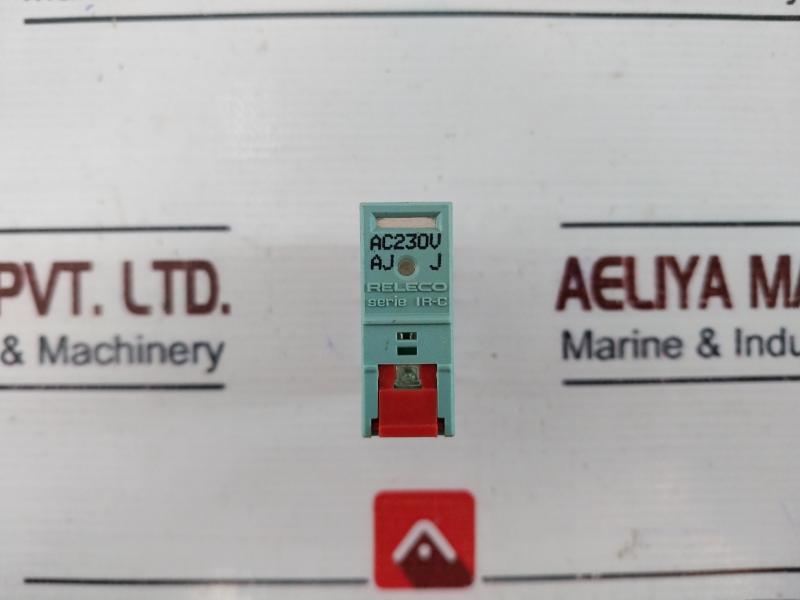 AC230V
AJ J
RELECO
serie IR-C
PVT. LTD.
& Machinery
AELIYA MA
Marine & Indu